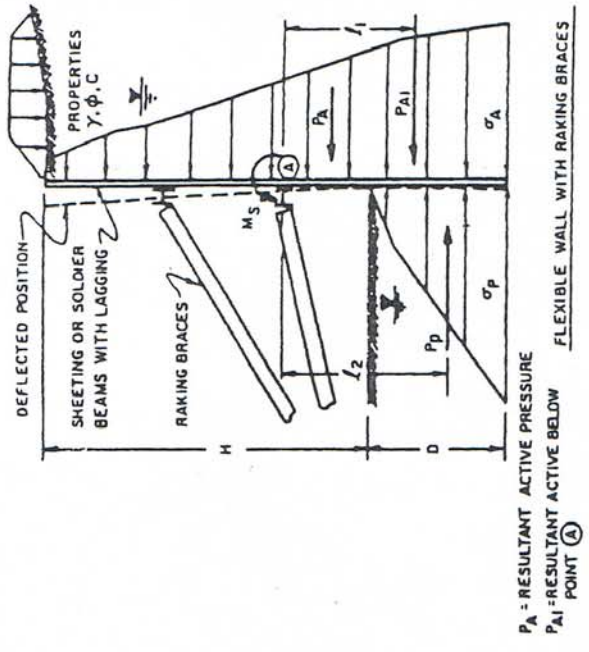 DEFLECTED POSITION
SHEETING OR SOLDIER
BEAMS WITH LAGGING
RAKING BRACES
PROPERTIES
γ, φ, C
H
D
M_S
A
l_1
l_2
P_A
P_A1
P_P
σ_A
σ_P
P_A = RESULTANT ACTIVE PRESSURE
P_A1 = RESULTANT ACTIVE BELOW
POINT A
FLEXIBLE WALL WITH RAKING BRACES